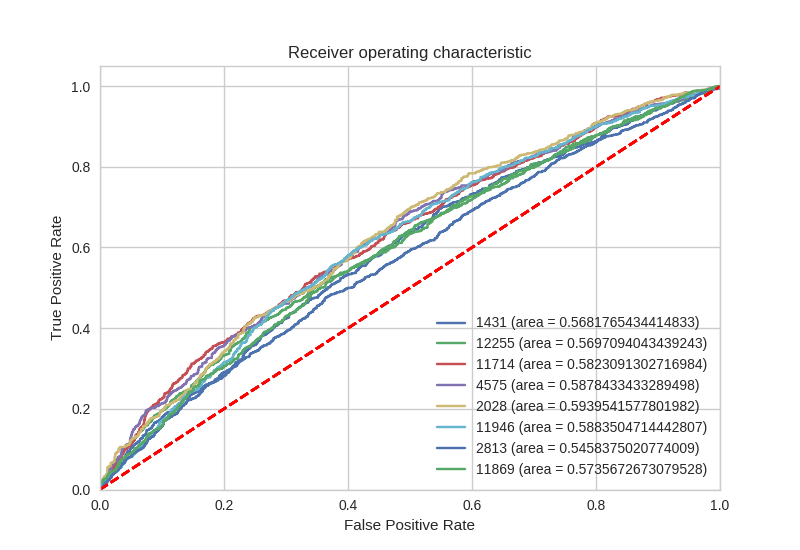 Receiver operating characteristic
1.0
0.8
0.6
0.4
0.2
0.0
True Positive Rate
1431 (area = 0.5681765434414833)
12255 (area = 0.5697094043439243)
11714 (area = 0.5823091302716984)
4575 (area = 0.5878433433289498)
2028 (area = 0.5939541577801982)
11946 (area = 0.5883504714442807)
2813 (area = 0.5458375020774009)
11869 (area = 0.5735672673079528)
0.0 0.2 0.4 0.6 0.8 1.0
False Positive Rate